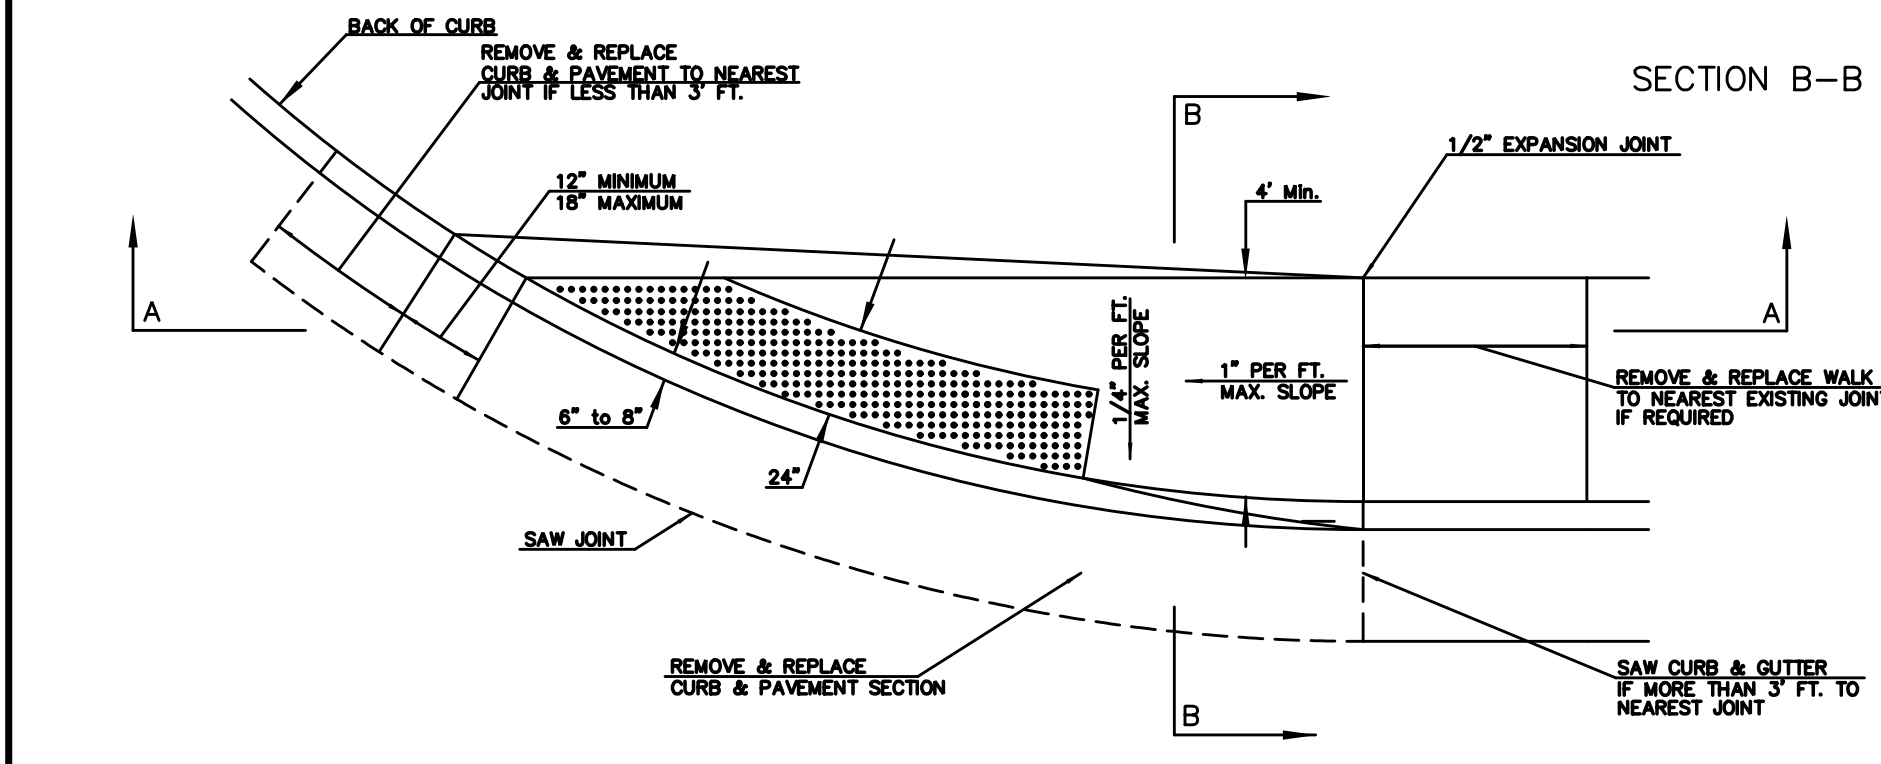 BACK OF CURB
REMOVE & REPLACE
CURB & PAVEMENT TO NEAREST
JOINT IF LESS THAN 3' FT.
SECTION B-B
B
1/2" EXPANSION JOINT
12" MINIMUM
18" MAXIMUM
4' Min.
A
A
1/4" PER FT.
MAX. SLOPE
1" PER FT.
MAX. SLOPE
REMOVE & REPLACE WALK
TO NEAREST EXISTING JOINT
IF REQUIRED
6" to 8"
24"
SAW JOINT
REMOVE & REPLACE
CURB & PAVEMENT SECTION
SAW CURB & GUTTER
IF MORE THAN 3' FT. TO
NEAREST JOINT
B